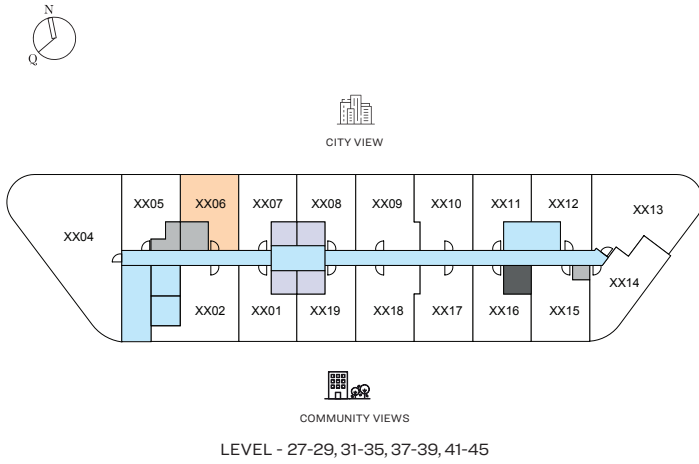 N
Q
CITY VIEW
XX05 XX06 XX07 XX08 XX09 XX10 XX11 XX12
XX13
XX04
XX14
XX02 XX01 XX19 XX18 XX17 XX16 XX15
COMMUNITY VIEWS
LEVEL - 27-29, 31-35, 37-39, 41-45